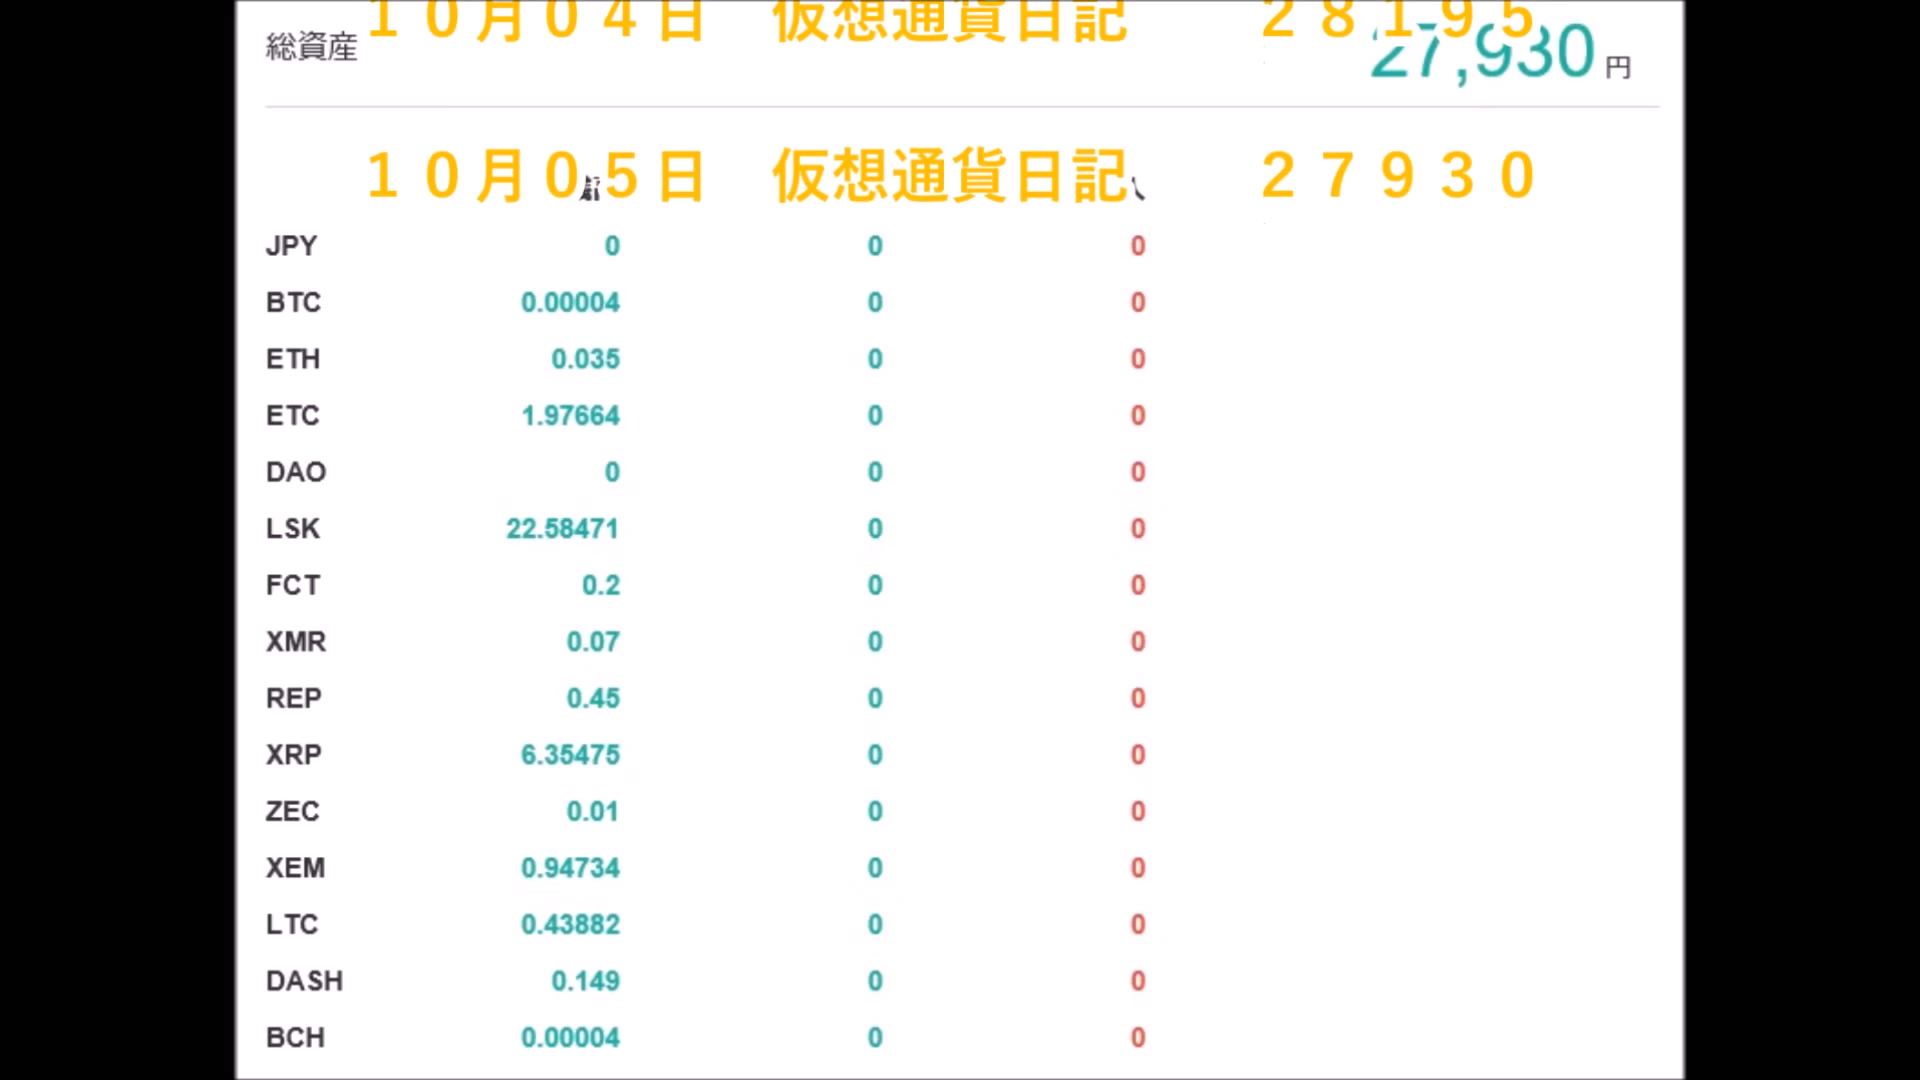 １０月０４日　仮想通貨日記　　２８１９５
総資産 27,930 円
１０月０５日　仮想通貨日記　　２７９３０
JPY 0 0 0
BTC 0.00004 0 0
ETH 0.035 0 0
ETC 1.97664 0 0
DAO 0 0 0
LSK 22.58471 0 0
FCT 0.2 0 0
XMR 0.07 0 0
REP 0.45 0 0
XRP 6.35475 0 0
ZEC 0.01 0 0
XEM 0.94734 0 0
LTC 0.43882 0 0
DASH 0.149 0 0
BCH 0.00004 0 0